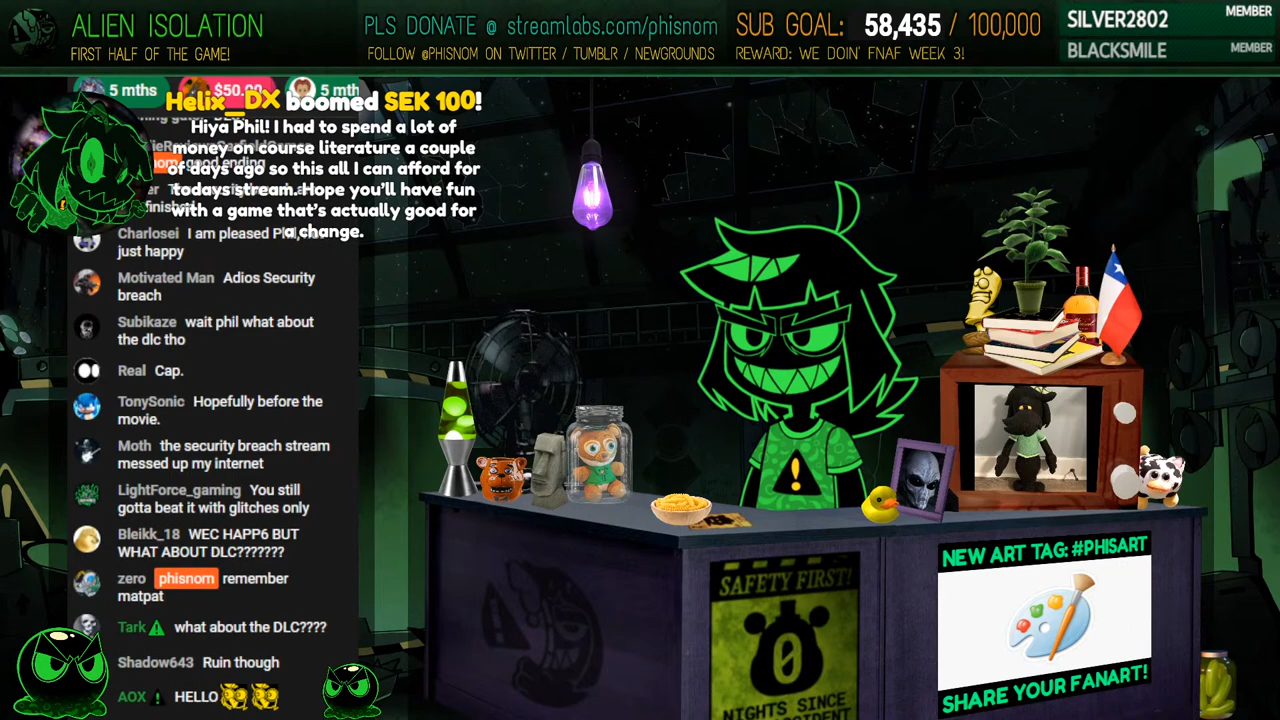 ALIEN ISOLATION
FIRST HALF OF THE GAME!
PLS DONATE @ streamlabs.com/phisnom
FOLLOW @PHISNOM ON TWITTER / TUMBLR / NEWGROUNDS
SUB GOAL: 58,435 / 100,000
REWARD: WE DOIN' FNAF WEEK 3!
SILVER2802 MEMBER
BLACKSMILE MEMBER
5 mths
Helix_DX boomed SEK 100!
Hiya Phil! I had to spend a lot of
money on course literature a couple
of days ago so this all I can afford for
todays stream. Hope you'll have fun
with a game that's actually good for
a change.
good ending
Charlosei I am pleased
just happy
Motivated Man Adios Security
breach
Subikaze wait phil what about
the dlc tho
Real Cap.
TonySonic Hopefully before the
movie.
Moth the security breach stream
messed up my internet
LightForce_gaming You still
gotta beat it with glitches only
Bleikk_18 WEC HAPP6 BUT
WHAT ABOUT DLC???????
zero phisnom remember
matpat
Tark what about the DLC????
Shadow643 Ruin though
AOX HELLO
SAFETY FIRST!
0
NIGHTS SINCE
NEW ART TAG: #PHISART
SHARE YOUR FANART!